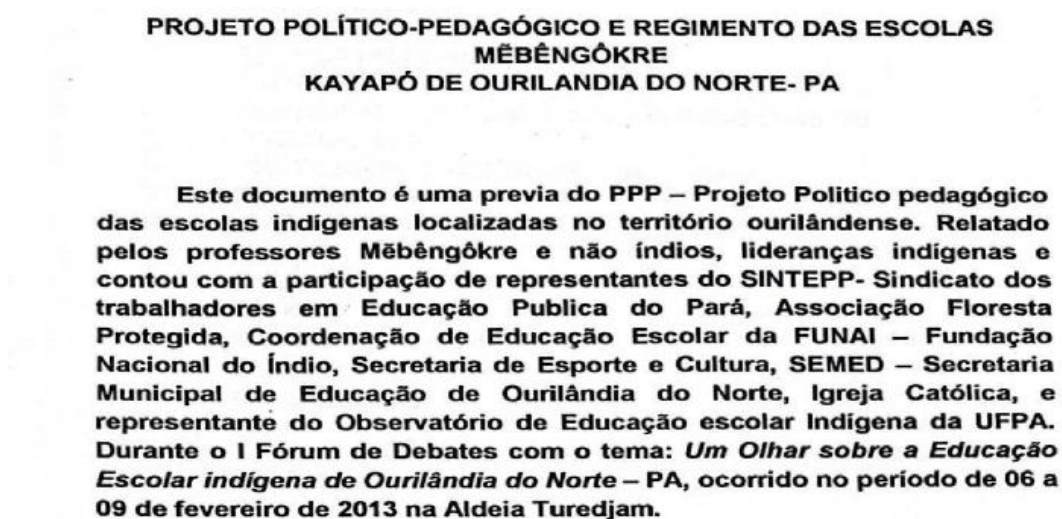 PROJETO POLÍTICO-PEDAGÓGICO E REGIMENTO DAS ESCOLAS
MẼBÊNGÔKRE
KAYAPÓ DE OURILANDIA DO NORTE- PA
Este documento é uma previa do PPP – Projeto Politico pedagógico
das escolas indígenas localizadas no território ourilândense. Relatado
pelos professores Mẽbêngôkre e não índios, lideranças indígenas e
contou com a participação de representantes do SINTEPP- Sindicato dos
trabalhadores em Educação Publica do Pará, Associação Floresta
Protegida, Coordenação de Educação Escolar da FUNAI – Fundação
Nacional do Índio, Secretaria de Esporte e Cultura, SEMED – Secretaria
Municipal de Educação de Ourilândia do Norte, Igreja Católica, e
representante do Observatório de Educação escolar Indígena da UFPA.
Durante o I Fórum de Debates com o tema: Um Olhar sobre a Educação
Escolar indígena de Ourilândia do Norte – PA, ocorrido no período de 06 a
09 de fevereiro de 2013 na Aldeia Turedjam.